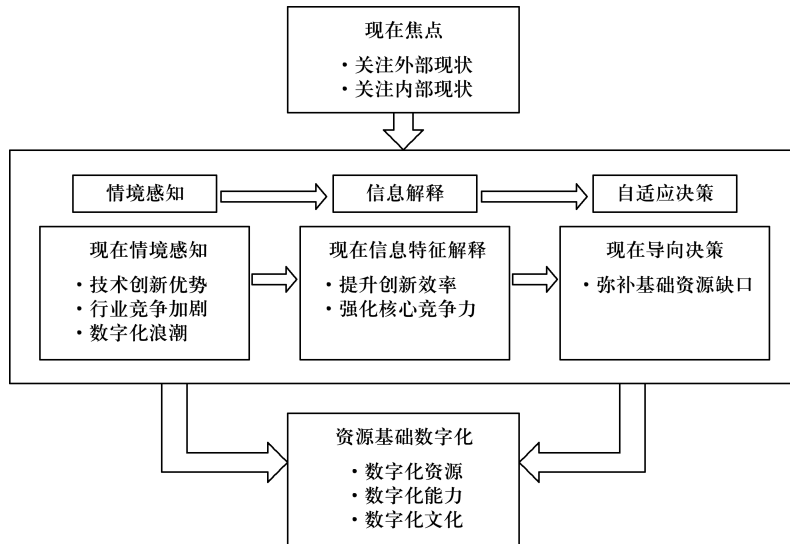 现在焦点
・关注外部现状
・关注内部现状
情境感知
信息解释
自适应决策
现在情境感知
・技术创新优势
・行业竞争加剧
・数字化浪潮
现在信息特征解释
・提升创新效率
・强化核心竞争力
现在导向决策
・弥补基础资源缺口
资源基础数字化
・数字化资源
・数字化能力
・数字化文化